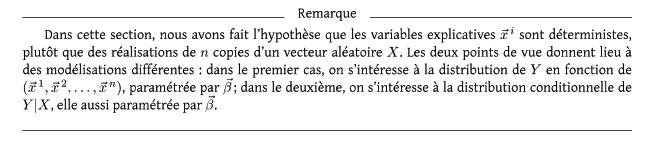 Remarque
Dans cette section, nous avons fait l'hypothèse que les variables explicatives $\vec{x}^{\,i}$ sont déterministes,
plutôt que des réalisations de $n$ copies d'un vecteur aléatoire $X$. Les deux points de vue donnent lieu à
des modélisations différentes : dans le premier cas, on s'intéresse à la distribution de $Y$ en fonction de
$(\vec{x}^{\,1}, \vec{x}^{\,2}, \ldots, \vec{x}^{\,n})$, paramétrée par $\vec{\beta}$ ; dans le deuxième, on s'intéresse à la distribution conditionnelle de
$Y|X$, elle aussi paramétrée par $\vec{\beta}$.